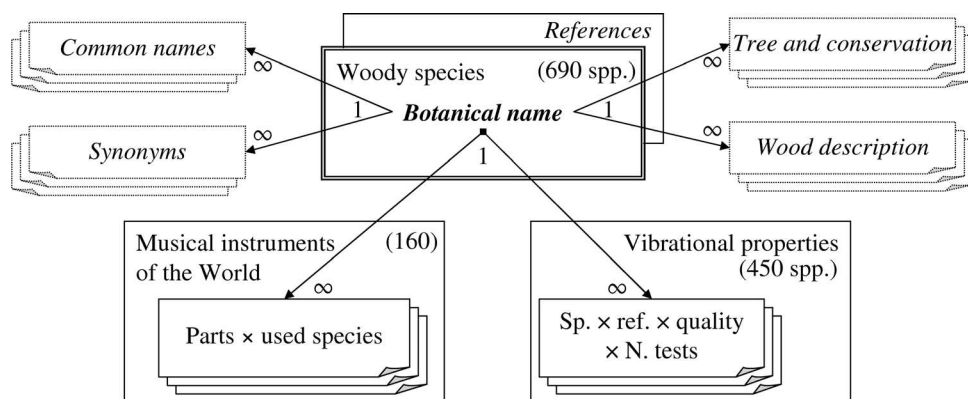 Common names
∞
Synonyms
∞
References
Woody species
(690 spp.)
1
Botanical name
1
1
Tree and conservation
∞
Wood description
∞
Musical instruments
of the World
(160)
∞
Parts × used species
Vibrational properties
(450 spp.)
∞
Sp. × ref. × quality
× N. tests